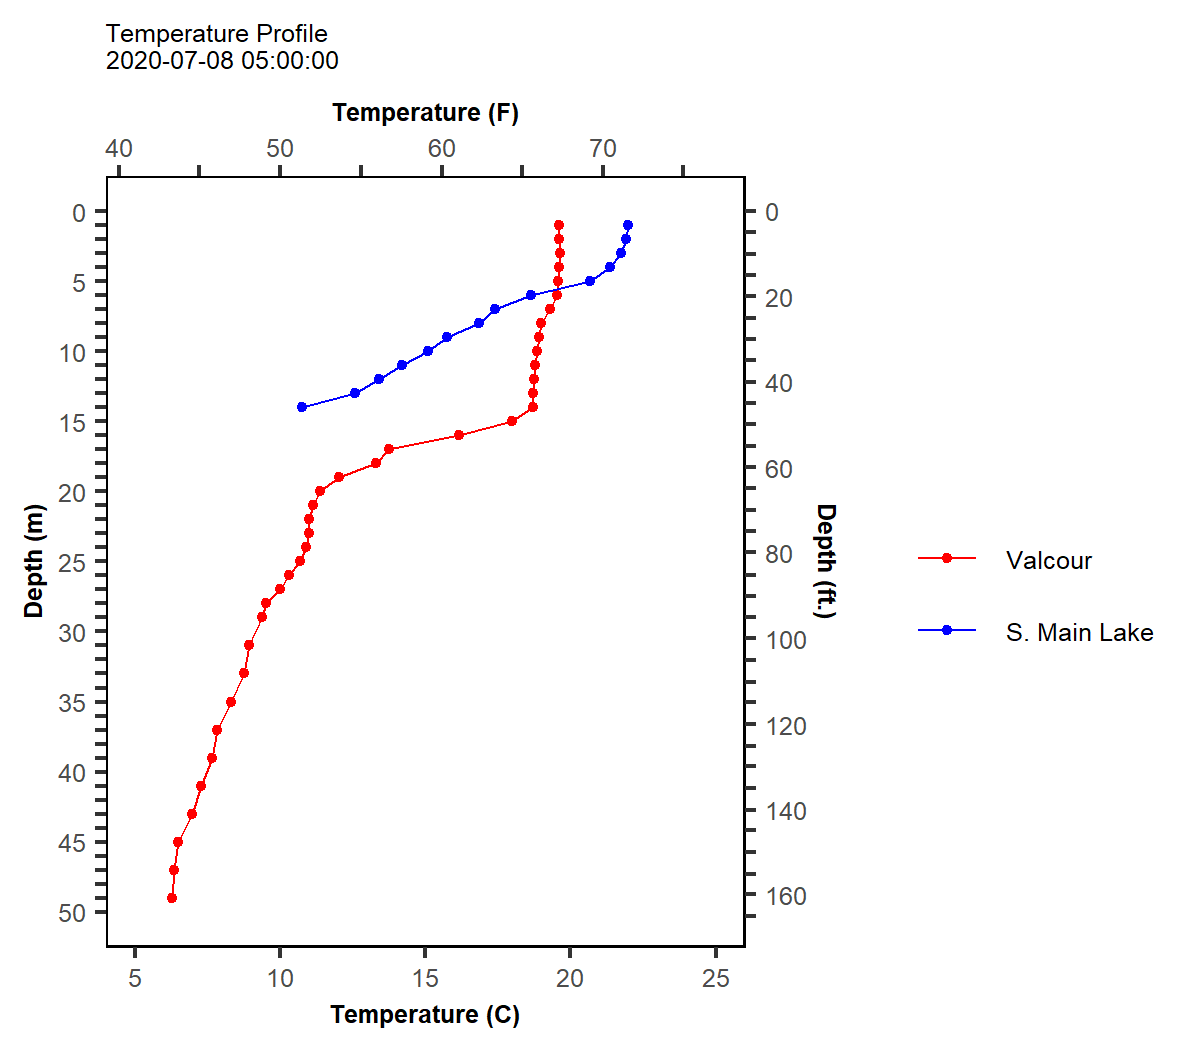 Temperature Profile
2020-07-08 05:00:00
Temperature (F)
40 50 60 70
0
5
10
15
20
25
30
35
40
45
50
Depth (m)
0
20
40
60
80
100
120
140
160
Depth (ft.)
Valcour
S. Main Lake
5 10 15 20 25
Temperature (C)